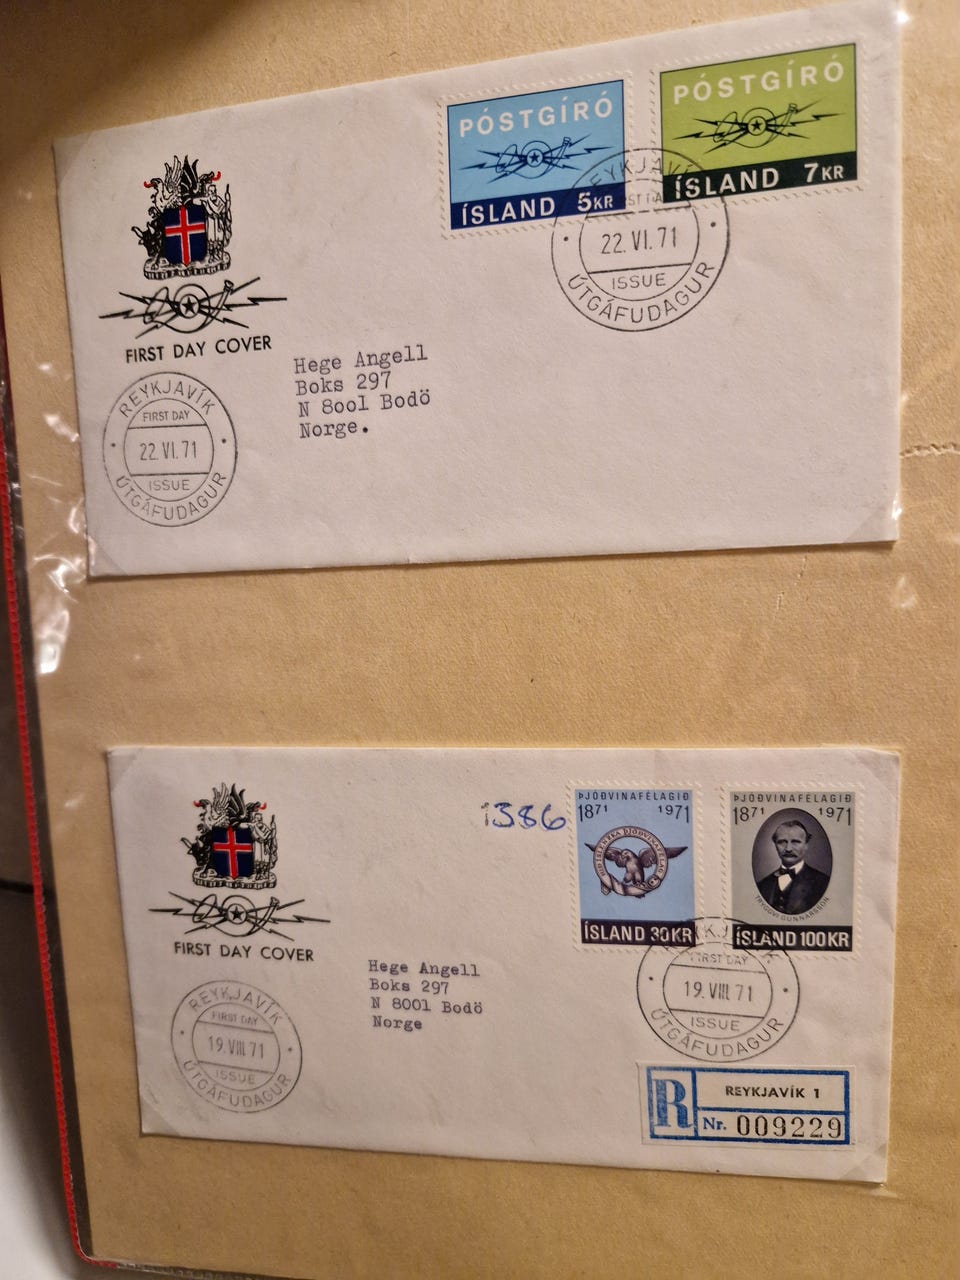 PÓSTGÍRÓ
ÍSLAND 5KR
PÓSTGÍRÓ
ÍSLAND 7KR
REYKJAVÍK
22. VI. 71
ISSUE
ÚTGÁFUDAGUR
FIRST DAY COVER
Hege Angell
Boks 297
N 8001 Bodö
Norge.
REYKJAVÍK
FIRST DAY
22. VI. 71
ISSUE
ÚTGÁFUDAGUR
1386
ÞJÓÐVINAFÉLAGIÐ
1871 1971
ÍSLAND 30KR
ÞJÓÐVINAFÉLAGIÐ
1871 1971
TRYGGVI GUNNARSSON
ÍSLAND 100KR
FIRST DAY COVER
Hege Angell
Boks 297
N 8001 Bodö
Norge
FIRST DAY
19. VIII. 71
ISSUE
ÚTGÁFUDAGUR
REYKJAVÍK
FIRST DAY
19. VIII. 71
ISSUE
ÚTGÁFUDAGUR
R
REYKJAVÍK 1
Nr. 009229